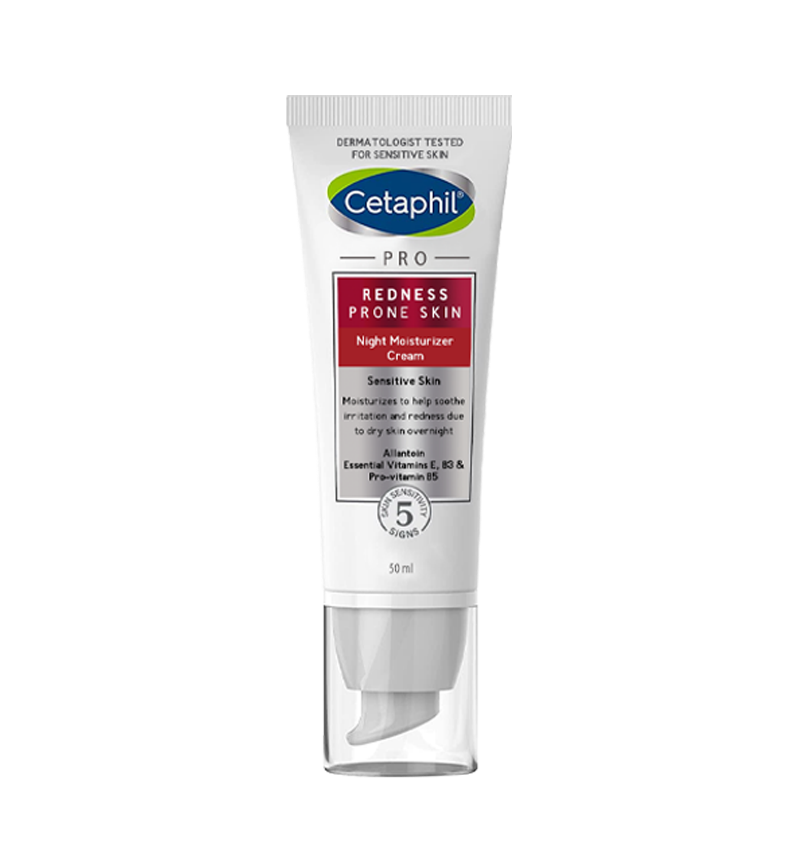 DERMATOLOGIST TESTED
FOR SENSITIVE SKIN
Cetaphil®
PRO
REDNESS
PRONE SKIN
Night Moisturizer
Cream
Sensitive Skin
Moisturizes to help soothe
irritation and redness due
to dry skin overnight
Allantoin
Essential Vitamins E, B3 &
Pro-vitamin B5
SKIN SENSITIVITY
5
SIGNS
50 ml